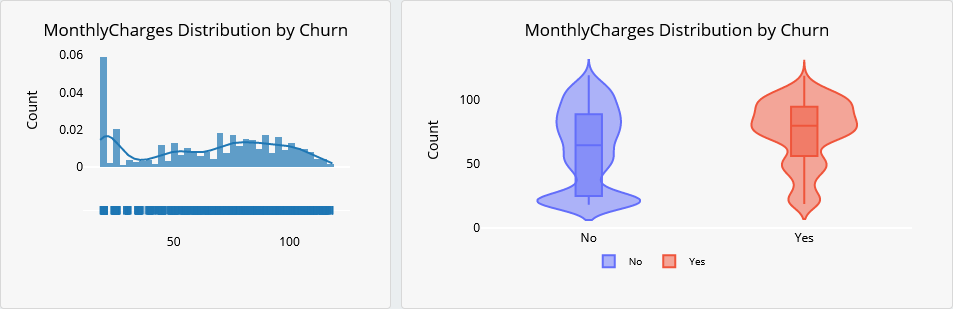 MonthlyCharges Distribution by Churn
0.06
0.04
0.02
0
Count
50
100
MonthlyCharges Distribution by Churn
100
50
0
Count
No
Yes
No
Yes